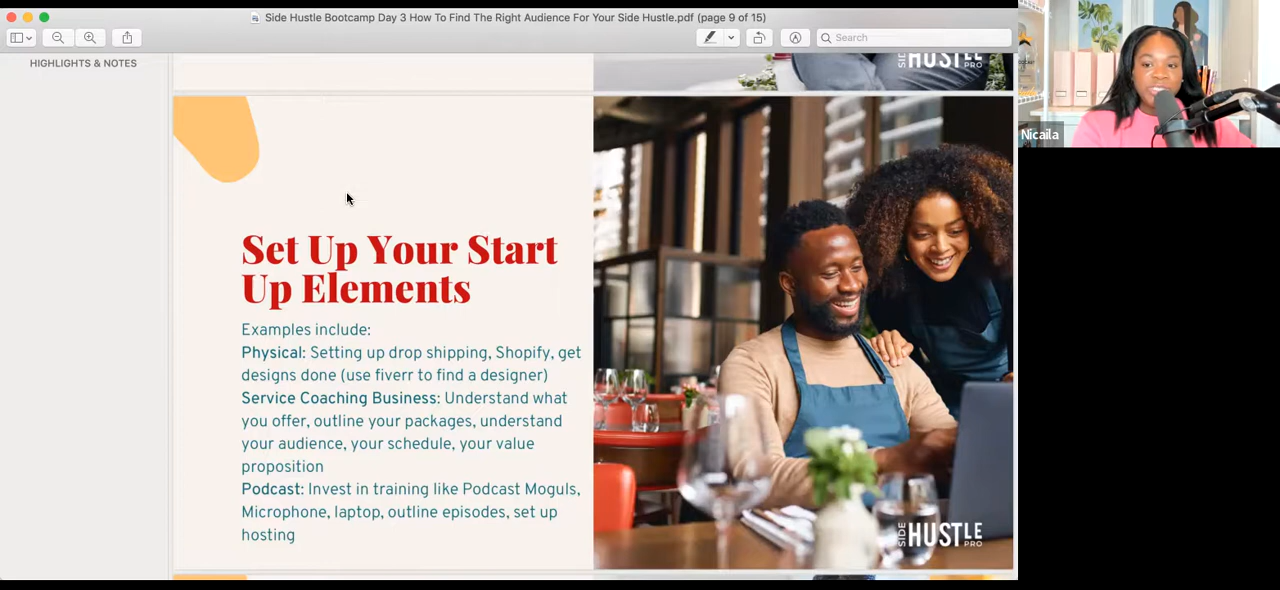 Side Hustle Bootcamp Day 3 How To Find The Right Audience For Your Side Hustle.pdf (page 9 of 15)
Search
HIGHLIGHTS & NOTES
SIDE HUSTLE PRO
Nicaila
Set Up Your Start
Up Elements
Examples include:
Physical: Setting up drop shipping, Shopify, get
designs done (use fiverr to find a designer)
Service Coaching Business: Understand what
you offer, outline your packages, understand
your audience, your schedule, your value
proposition
Podcast: Invest in training like Podcast Moguls,
Microphone, laptop, outline episodes, set up
hosting
SIDE HUSTLE PRO